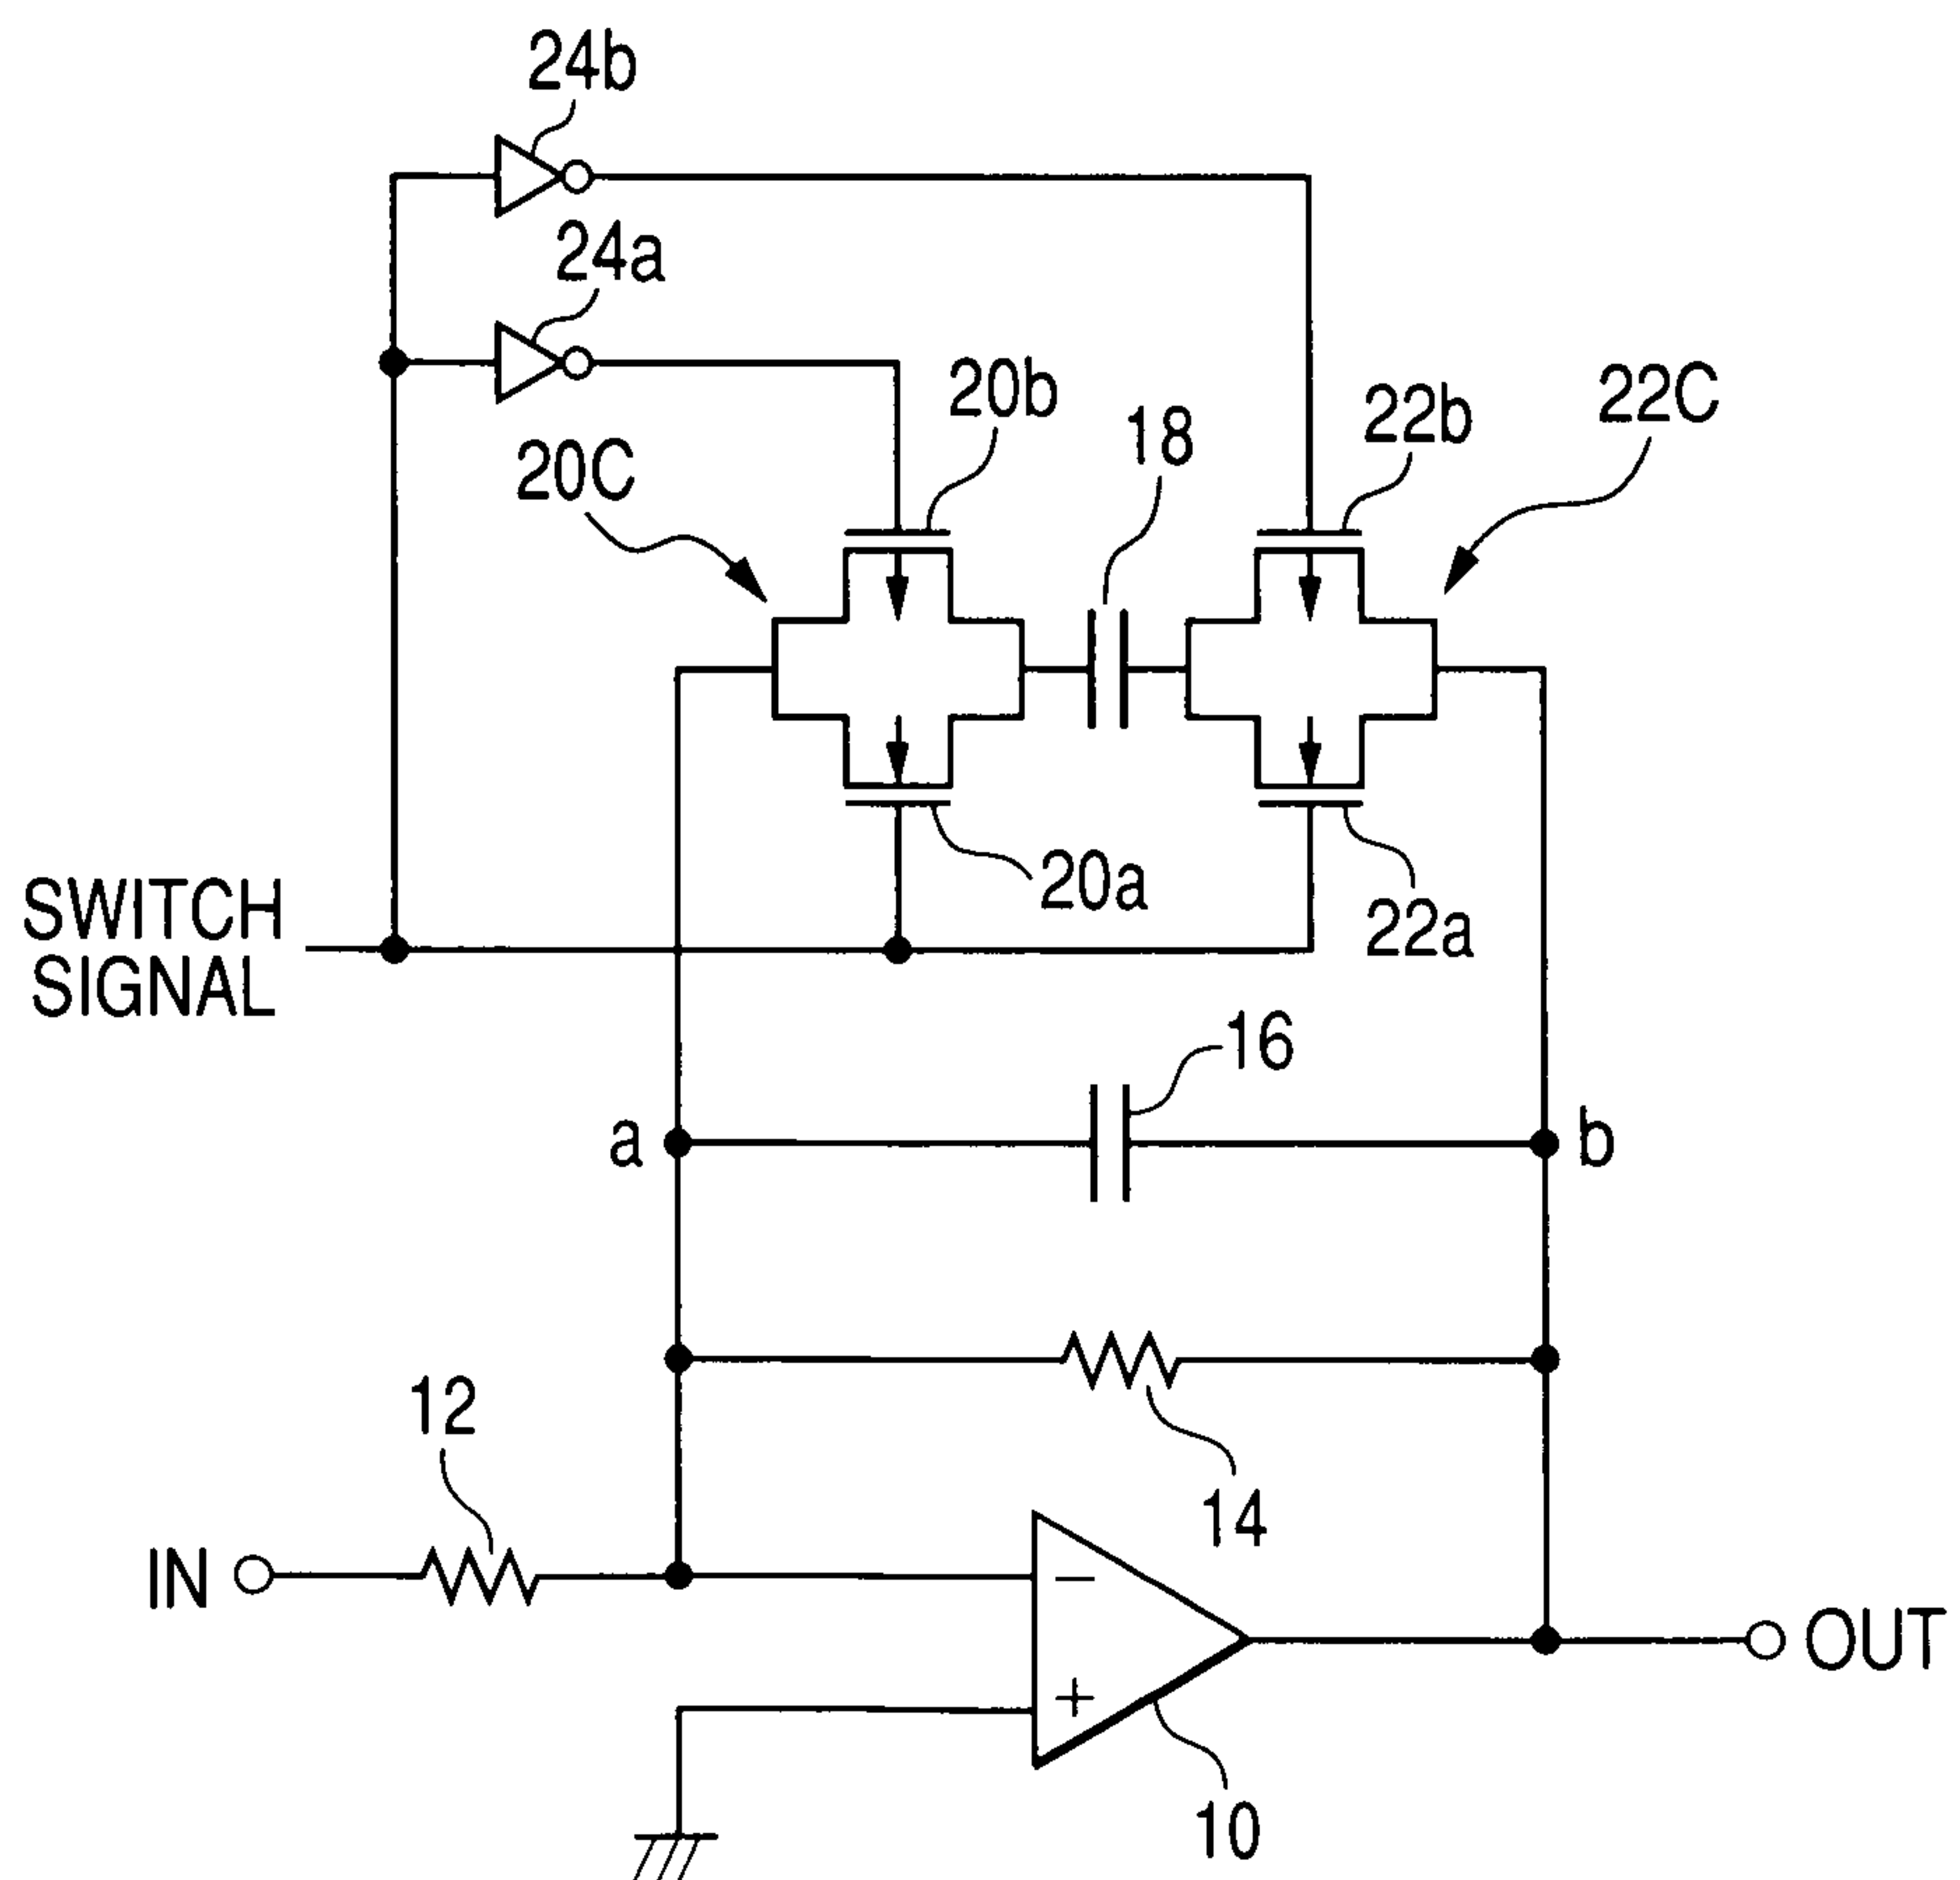 24b
24a
20b
22b
22C
18
20C
20a
22a
SWITCH
SIGNAL
16
a
b
12
14
IN
−
OUT
+
10